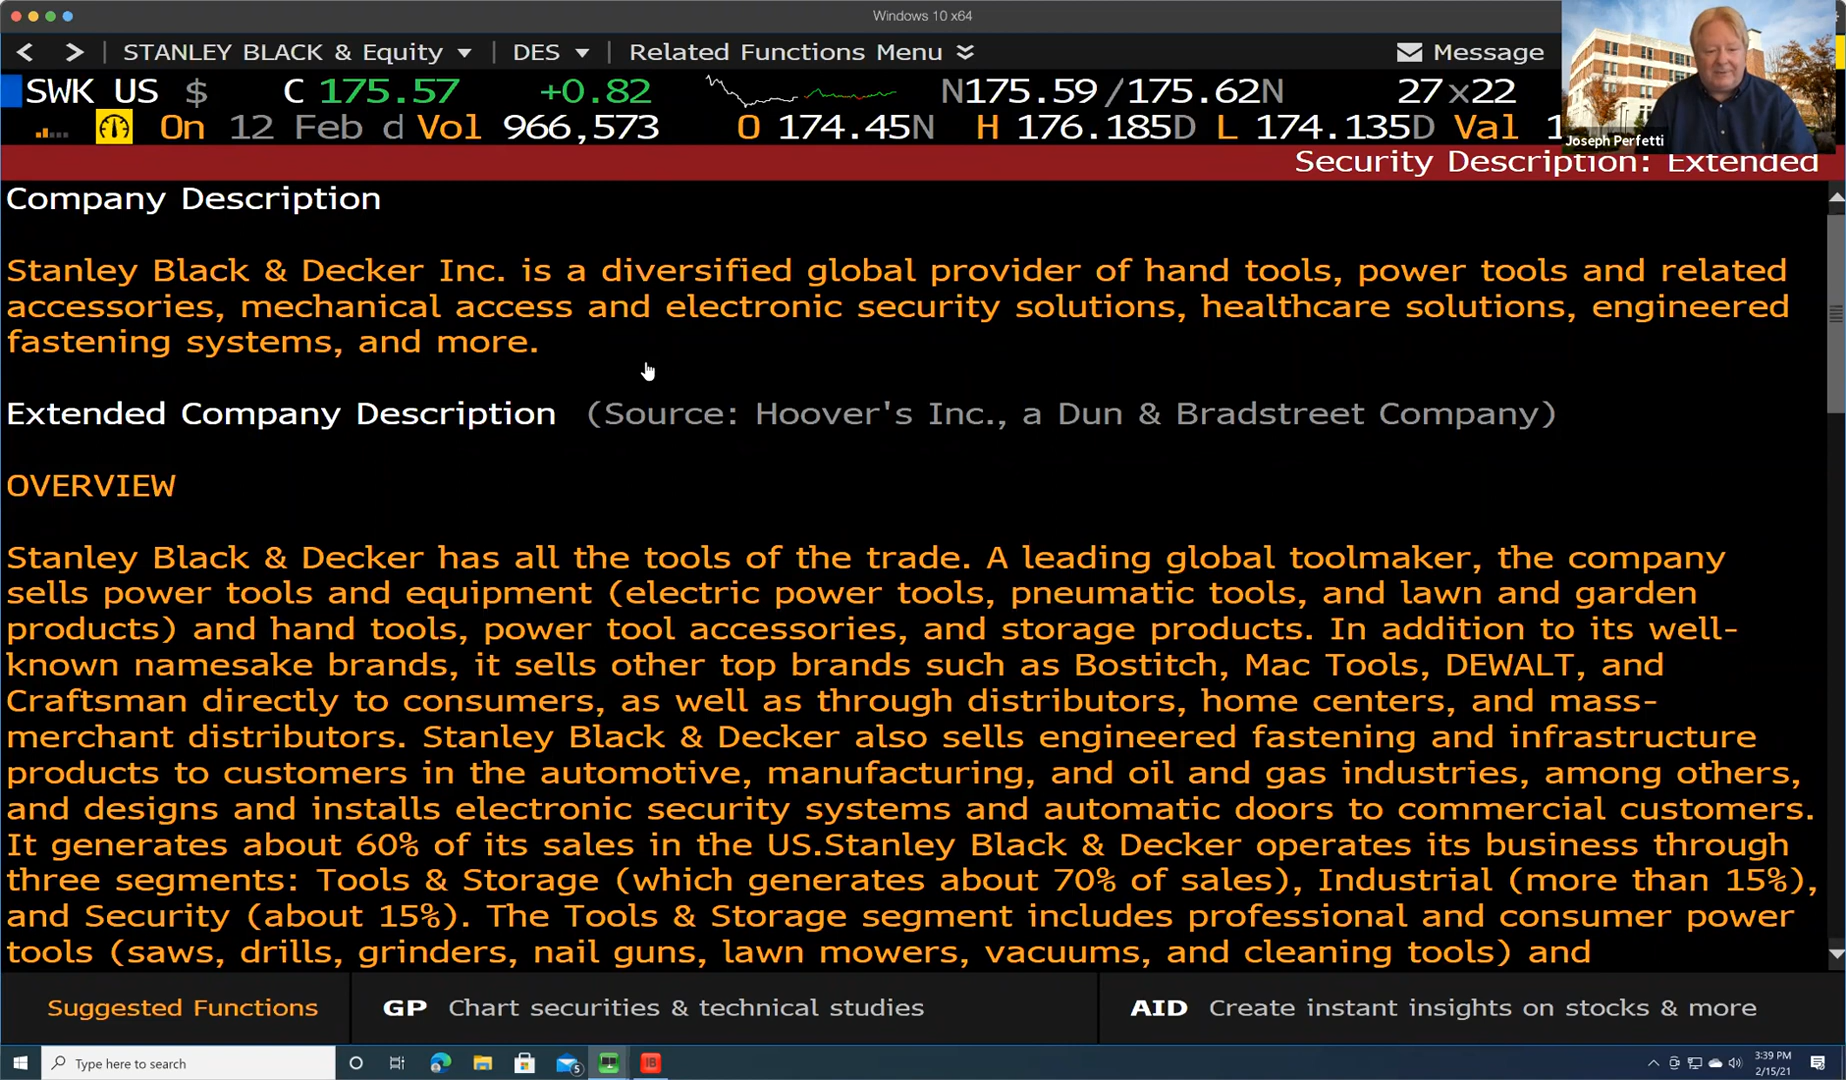 Windows 10 x64
< > STANLEY BLACK & Equity ▾ | DES ▾ | Related Functions Menu Message
SWK US $ C 175.57 +0.82 N175.59/175.62N 27x22
On 12 Feb d Vol 966,573 O 174.45N H 176.185D L 174.135D Val 1
Joseph Perfetti
Security Description: Extended
Company Description
Stanley Black & Decker Inc. is a diversified global provider of hand tools, power tools and related
accessories, mechanical access and electronic security solutions, healthcare solutions, engineered
fastening systems, and more.
Extended Company Description (Source: Hoover's Inc., a Dun & Bradstreet Company)
OVERVIEW
Stanley Black & Decker has all the tools of the trade. A leading global toolmaker, the company
sells power tools and equipment (electric power tools, pneumatic tools, and lawn and garden
products) and hand tools, power tool accessories, and storage products. In addition to its well-
known namesake brands, it sells other top brands such as Bostitch, Mac Tools, DEWALT, and
Craftsman directly to consumers, as well as through distributors, home centers, and mass-
merchant distributors. Stanley Black & Decker also sells engineered fastening and infrastructure
products to customers in the automotive, manufacturing, and oil and gas industries, among others,
and designs and installs electronic security systems and automatic doors to commercial customers.
It generates about 60% of its sales in the US.Stanley Black & Decker operates its business through
three segments: Tools & Storage (which generates about 70% of sales), Industrial (more than 15%),
and Security (about 15%). The Tools & Storage segment includes professional and consumer power
tools (saws, drills, grinders, nail guns, lawn mowers, vacuums, and cleaning tools) and
Suggested Functions GP Chart securities & technical studies AID Create instant insights on stocks & more
Type here to search 5 IB 3:39 PM
2/15/21